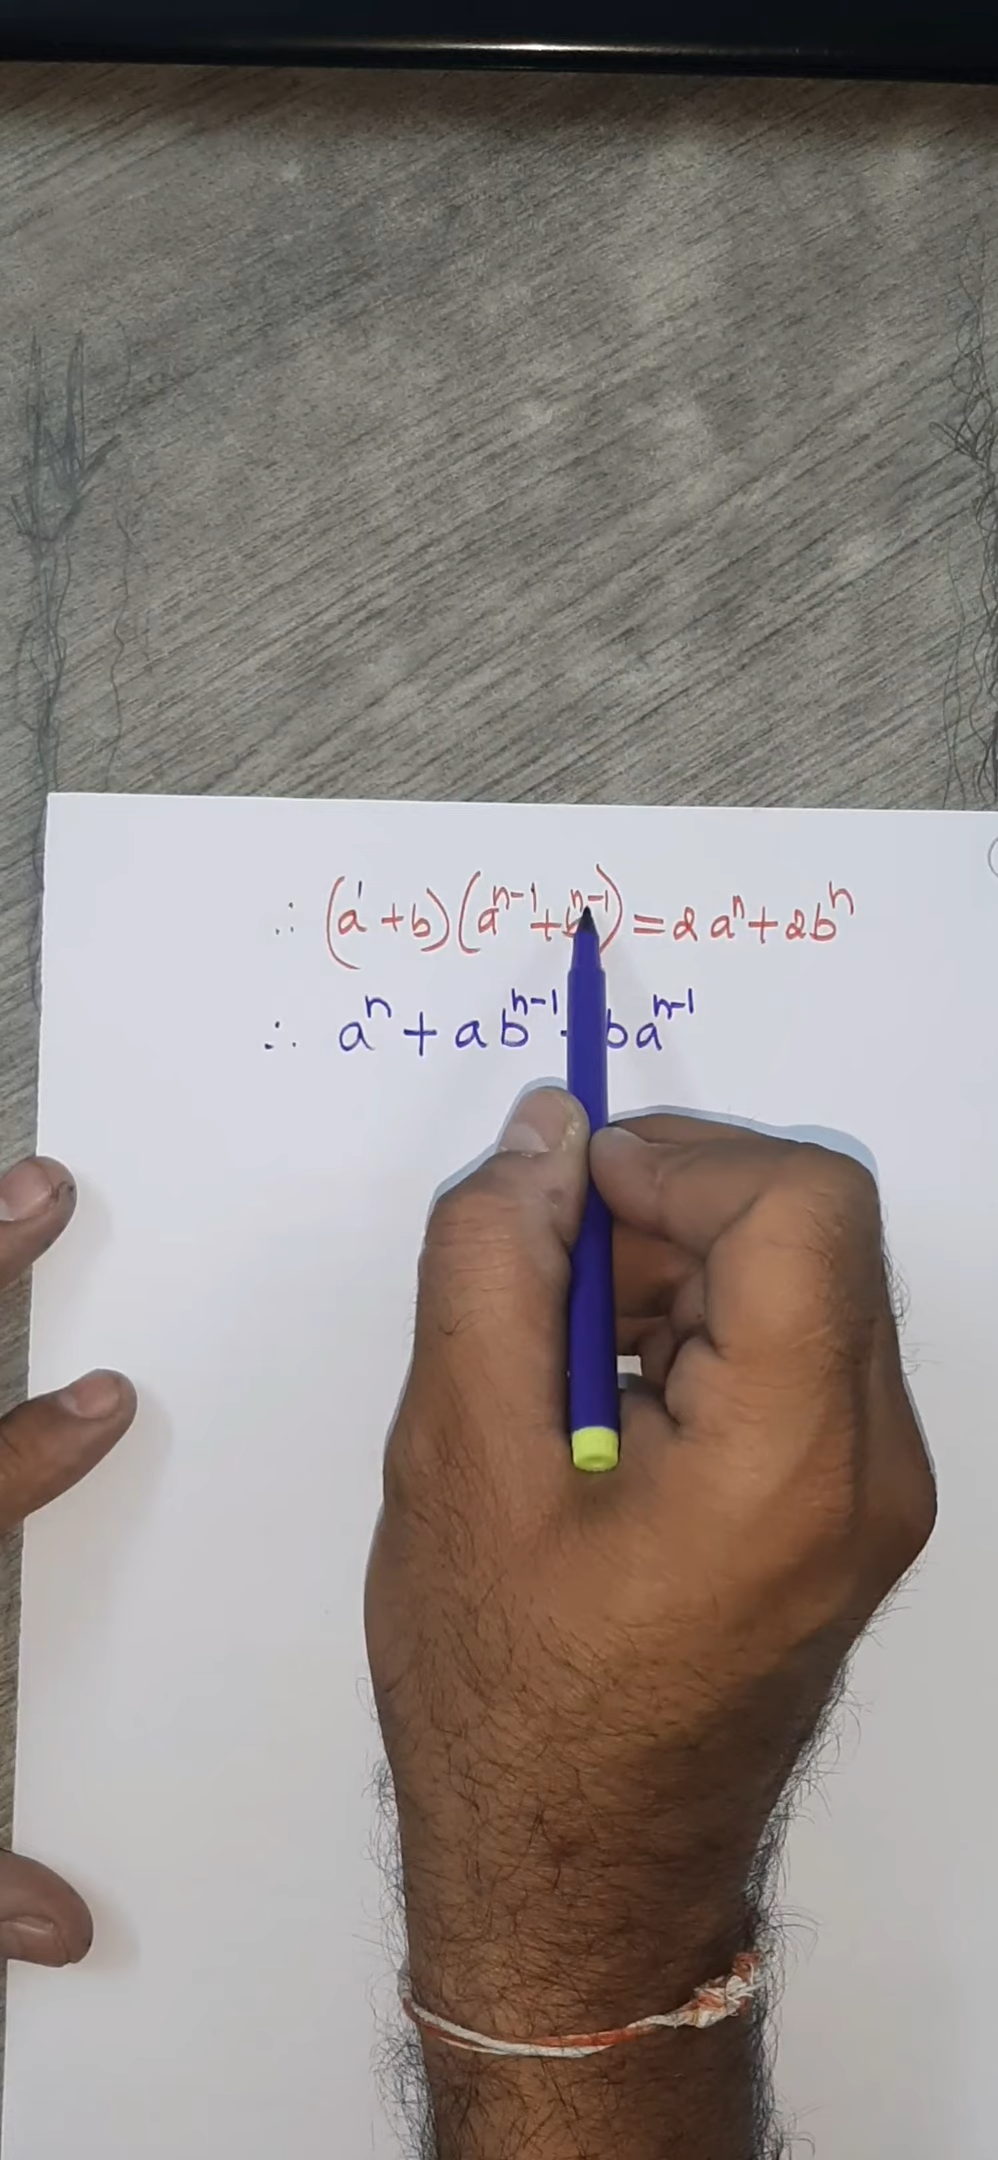 ∴ (a¹ + b)(aⁿ⁻¹ + bⁿ⁻¹) = 2aⁿ + 2bⁿ
∴ aⁿ + abⁿ⁻¹ + baⁿ⁻¹